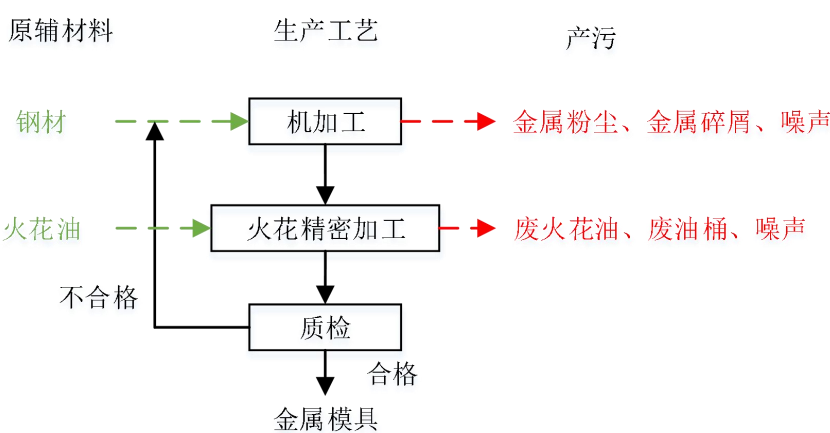 原辅材料 生产工艺 产污
钢材 机加工 金属粉尘、金属碎屑、噪声
火花油 火花精密加工 废火花油、废油桶、噪声
不合格
质检
合格
金属模具